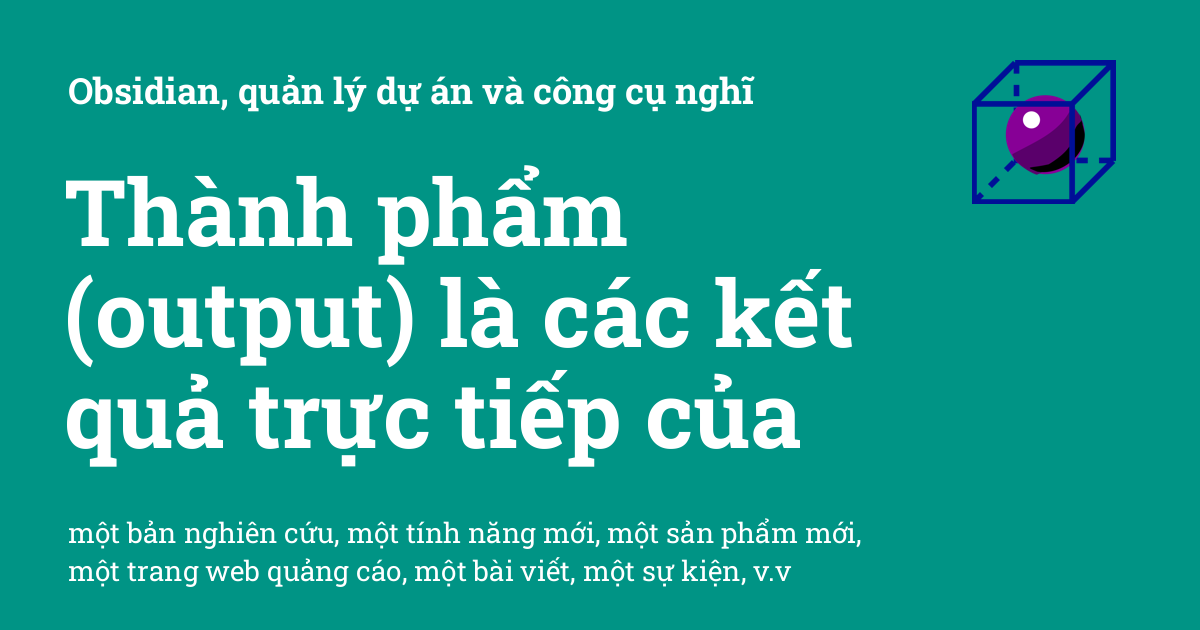 Obsidian, quản lý dự án và công cụ nghĩ
Thành phẩm
(output) là các kết
quả trực tiếp của
một bản nghiên cứu, một tính năng mới, một sản phẩm mới,
một trang web quảng cáo, một bài viết, một sự kiện, v.v